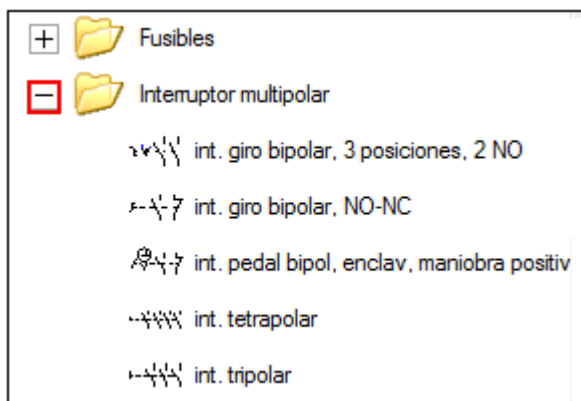 Fusibles
Interruptor multipolar
int. giro bipolar, 3 posiciones, 2 NO
int. giro bipolar, NO-NC
int. pedal bipol, enclav, maniobra positiv
int. tetrapolar
int. tripolar